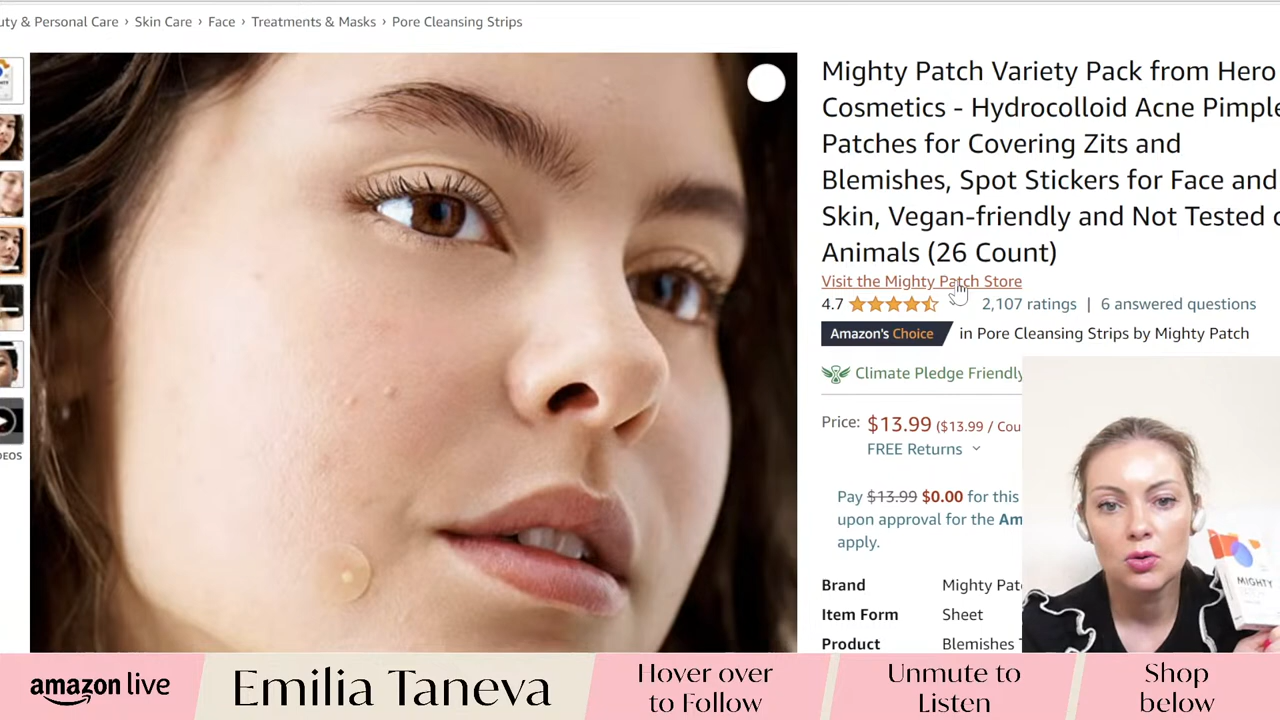 uty & Personal Care › Skin Care › Face › Treatments & Masks › Pore Cleansing Strips
Mighty Patch Variety Pack from Hero
Cosmetics - Hydrocolloid Acne Pimple
Patches for Covering Zits and
Blemishes, Spot Stickers for Face and
Skin, Vegan-friendly and Not Tested o
Animals (26 Count)
Visit the Mighty Patch Store
4.7 2,107 ratings | 6 answered questions
Amazon's Choice in Pore Cleansing Strips by Mighty Patch
Climate Pledge Friendly
Price: $13.99 ($13.99 / Cou
FREE Returns
Pay $13.99 $0.00 for this
upon approval for the Am
apply.
Brand Mighty Pat
Item Form Sheet
Product Blemishes
DEOS
MIGHTY
amazon live
Emilia Taneva
Hover over
to Follow
Unmute to
Listen
Shop
below